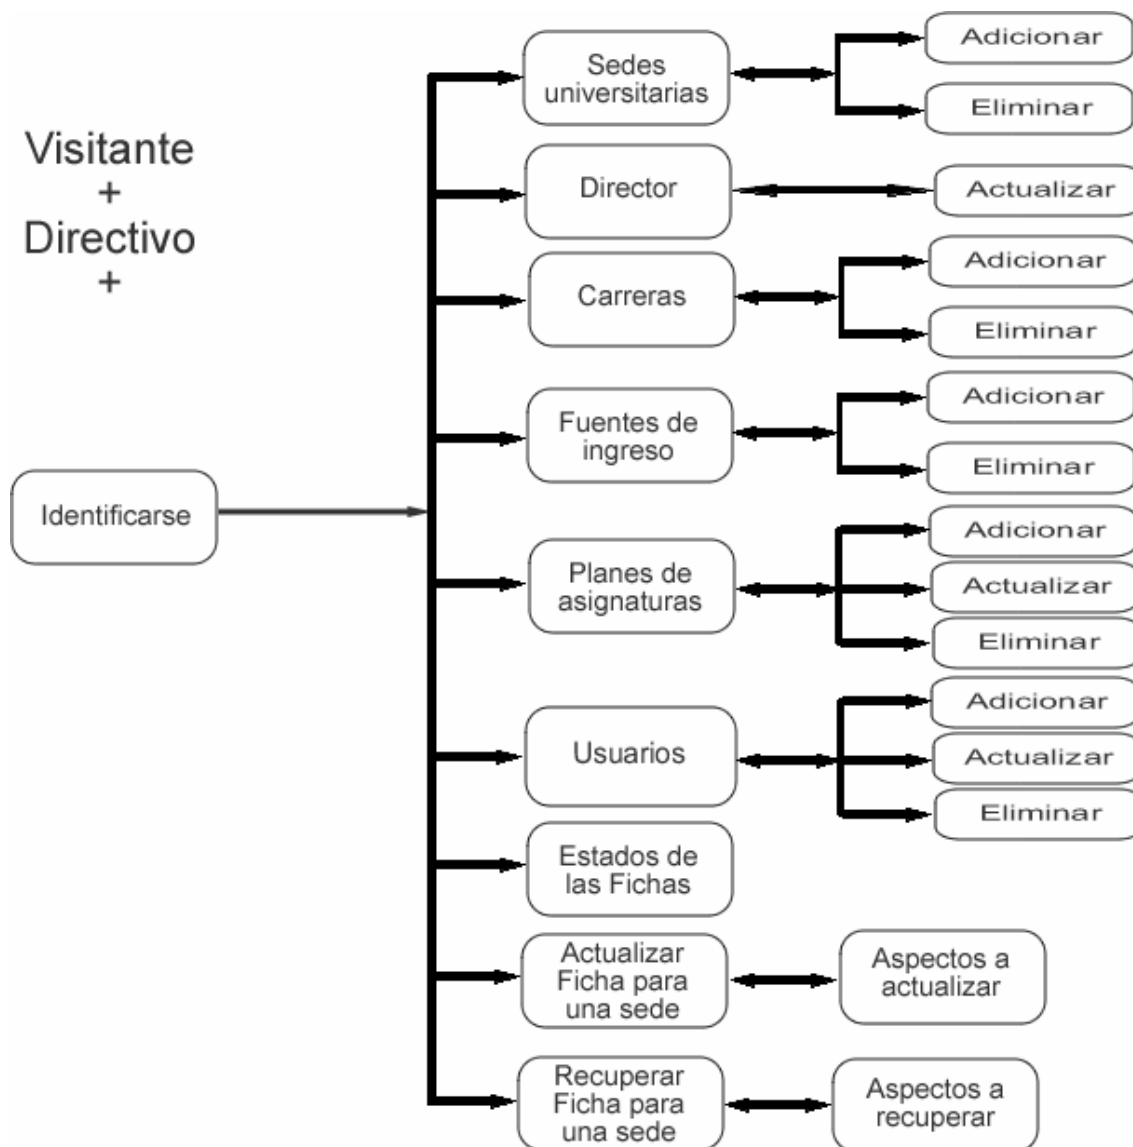 Visitante
+
Directivo
+
Identificarse
Sedes
universitarias
Adicionar
Eliminar
Director
Actualizar
Carreras
Adicionar
Eliminar
Fuentes de
ingreso
Adicionar
Eliminar
Planes de
asignaturas
Adicionar
Actualizar
Eliminar
Usuarios
Adicionar
Actualizar
Eliminar
Estados de
las Fichas
Actualizar
Ficha para
una sede
Aspectos a
actualizar
Recuperar
Ficha para
una sede
Aspectos a
recuperar